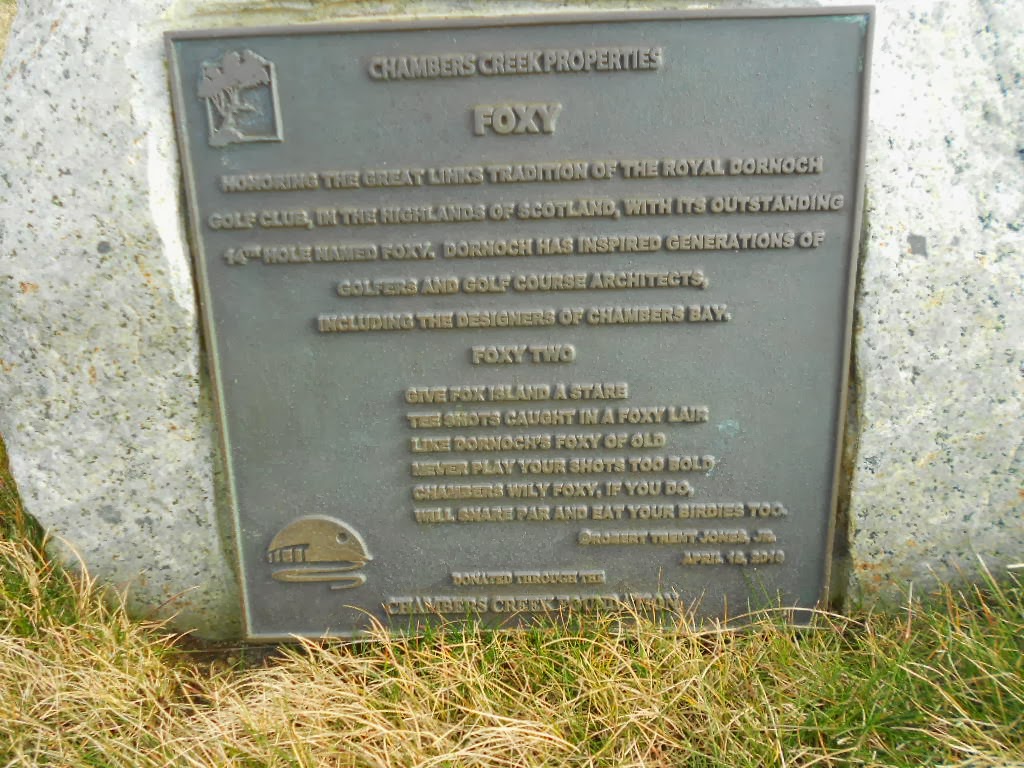 CHAMBERS CREEK PROPERTIES
FOXY
HONORING THE GREAT LINKS TRADITION OF THE ROYAL DORNOCH
GOLF CLUB, IN THE HIGHLANDS OF SCOTLAND, WITH ITS OUTSTANDING
14TH HOLE NAMED FOXY. DORNOCH HAS INSPIRED GENERATIONS OF
GOLFERS AND GOLF COURSE ARCHITECTS,
INCLUDING THE DESIGNERS OF CHAMBERS BAY.
FOXY TWO
GIVE FOX ISLAND A STARE
TEE SHOTS CAUGHT IN A FOXY LAIR
LIKE DORNOCH'S FOXY OF OLD
NEVER PLAY YOUR SHOTS TOO BOLD
CHAMBERS WILY FOXY, IF YOU DO,
WILL SNARE PAR AND EAT YOUR BIRDIES TOO.
©ROBERT TRENT JONES, JR.
APRIL 18, 2010
DONATED THROUGH THE
CHAMBERS CREEK FOUNDATION